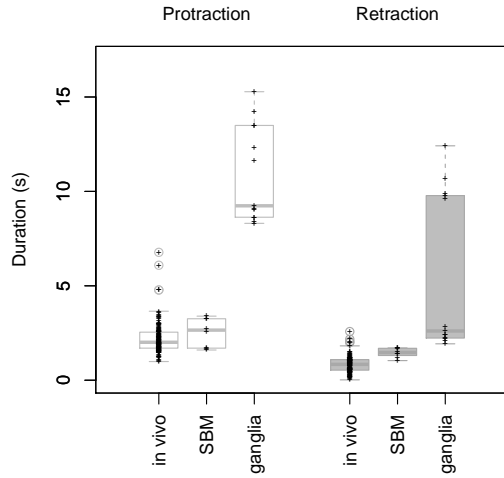 Protraction Retraction
15
10
5
0
Duration (s)
in vivo
SBM
ganglia
in vivo
SBM
ganglia